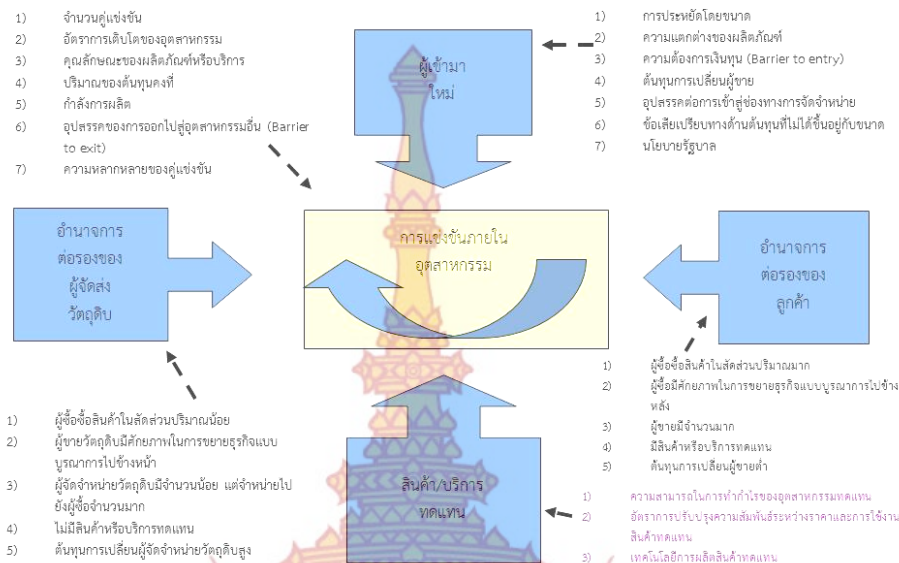 1) จำนวนคู่แข่งขัน
2) อัตราการเติบโตของอุตสาหกรรม
3) คุณลักษณะของผลิตภัณฑ์หรือบริการ
4) ปริมาณของต้นทุนคงที่
5) กำลังการผลิต
6) อุปสรรคของการออกไปสู่อุตสาหกรรมอื่น (Barrier
to exit)
7) ความหลากหลายของคู่แข่งขัน
ผู้เข้ามา
ใหม่
1) การประหยัดโดยขนาด
2) ความแตกต่างของผลิตภัณฑ์
3) ความต้องการเงินทุน (Barrier to entry)
4) ต้นทุนการเปลี่ยนผู้ขาย
5) อุปสรรคต่อการเข้าสู่ช่องทางการจัดจำหน่าย
6) ข้อเสียเปรียบทางด้านต้นทุนที่ไม่ได้ขึ้นอยู่กับขนาด
7) นโยบายรัฐบาล
อำนาจการ
ต่อรองของ
ผู้จัดส่ง
วัตถุดิบ
การแข่งขันภายใน
อุตสาหกรรม
อำนาจการ
ต่อรองของ
ลูกค้า
1) ผู้ซื้อซื้อสินค้าในสัดส่วนปริมาณน้อย
2) ผู้ขายวัตถุดิบมีศักยภาพในการขยายธุรกิจแบบ
บูรณาการไปข้างหน้า
3) ผู้จัดจำหน่ายวัตถุดิบมีจำนวนน้อย แต่จำหน่ายไป
ยังผู้ซื้อจำนวนมาก
4) ไม่มีสินค้าหรือบริการทดแทน
5) ต้นทุนการเปลี่ยนผู้จัดจำหน่ายวัตถุดิบสูง
สินค้า/บริการ
ทดแทน
1) ผู้ซื้อซื้อสินค้าในสัดส่วนปริมาณมาก
2) ผู้ซื้อมีศักยภาพในการขยายธุรกิจแบบบูรณาการไปข้าง
หลัง
3) ผู้ขายมีจำนวนมาก
4) มีสินค้าหรือบริการทดแทน
5) ต้นทุนการเปลี่ยนผู้ขายต่ำ
1) ความสามารถในการทำกำไรของอุตสาหกรรมทดแทน
2) อัตราการปรับปรุงความสัมพันธ์ระหว่างราคาและการใช้งาน
สินค้าทดแทน
3) เทคโนโลยีการผลิตสินค้าทดแทน